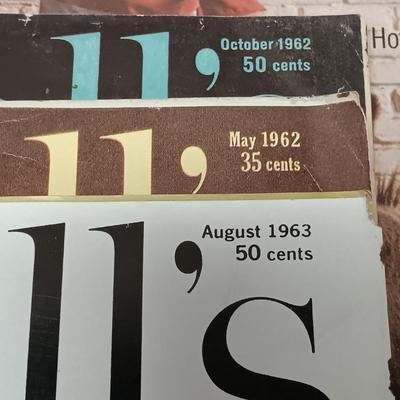 October 1962
50 cents
ll's
Ho
May 1962
35 cents
ll's
August 1963
50 cents
ll's